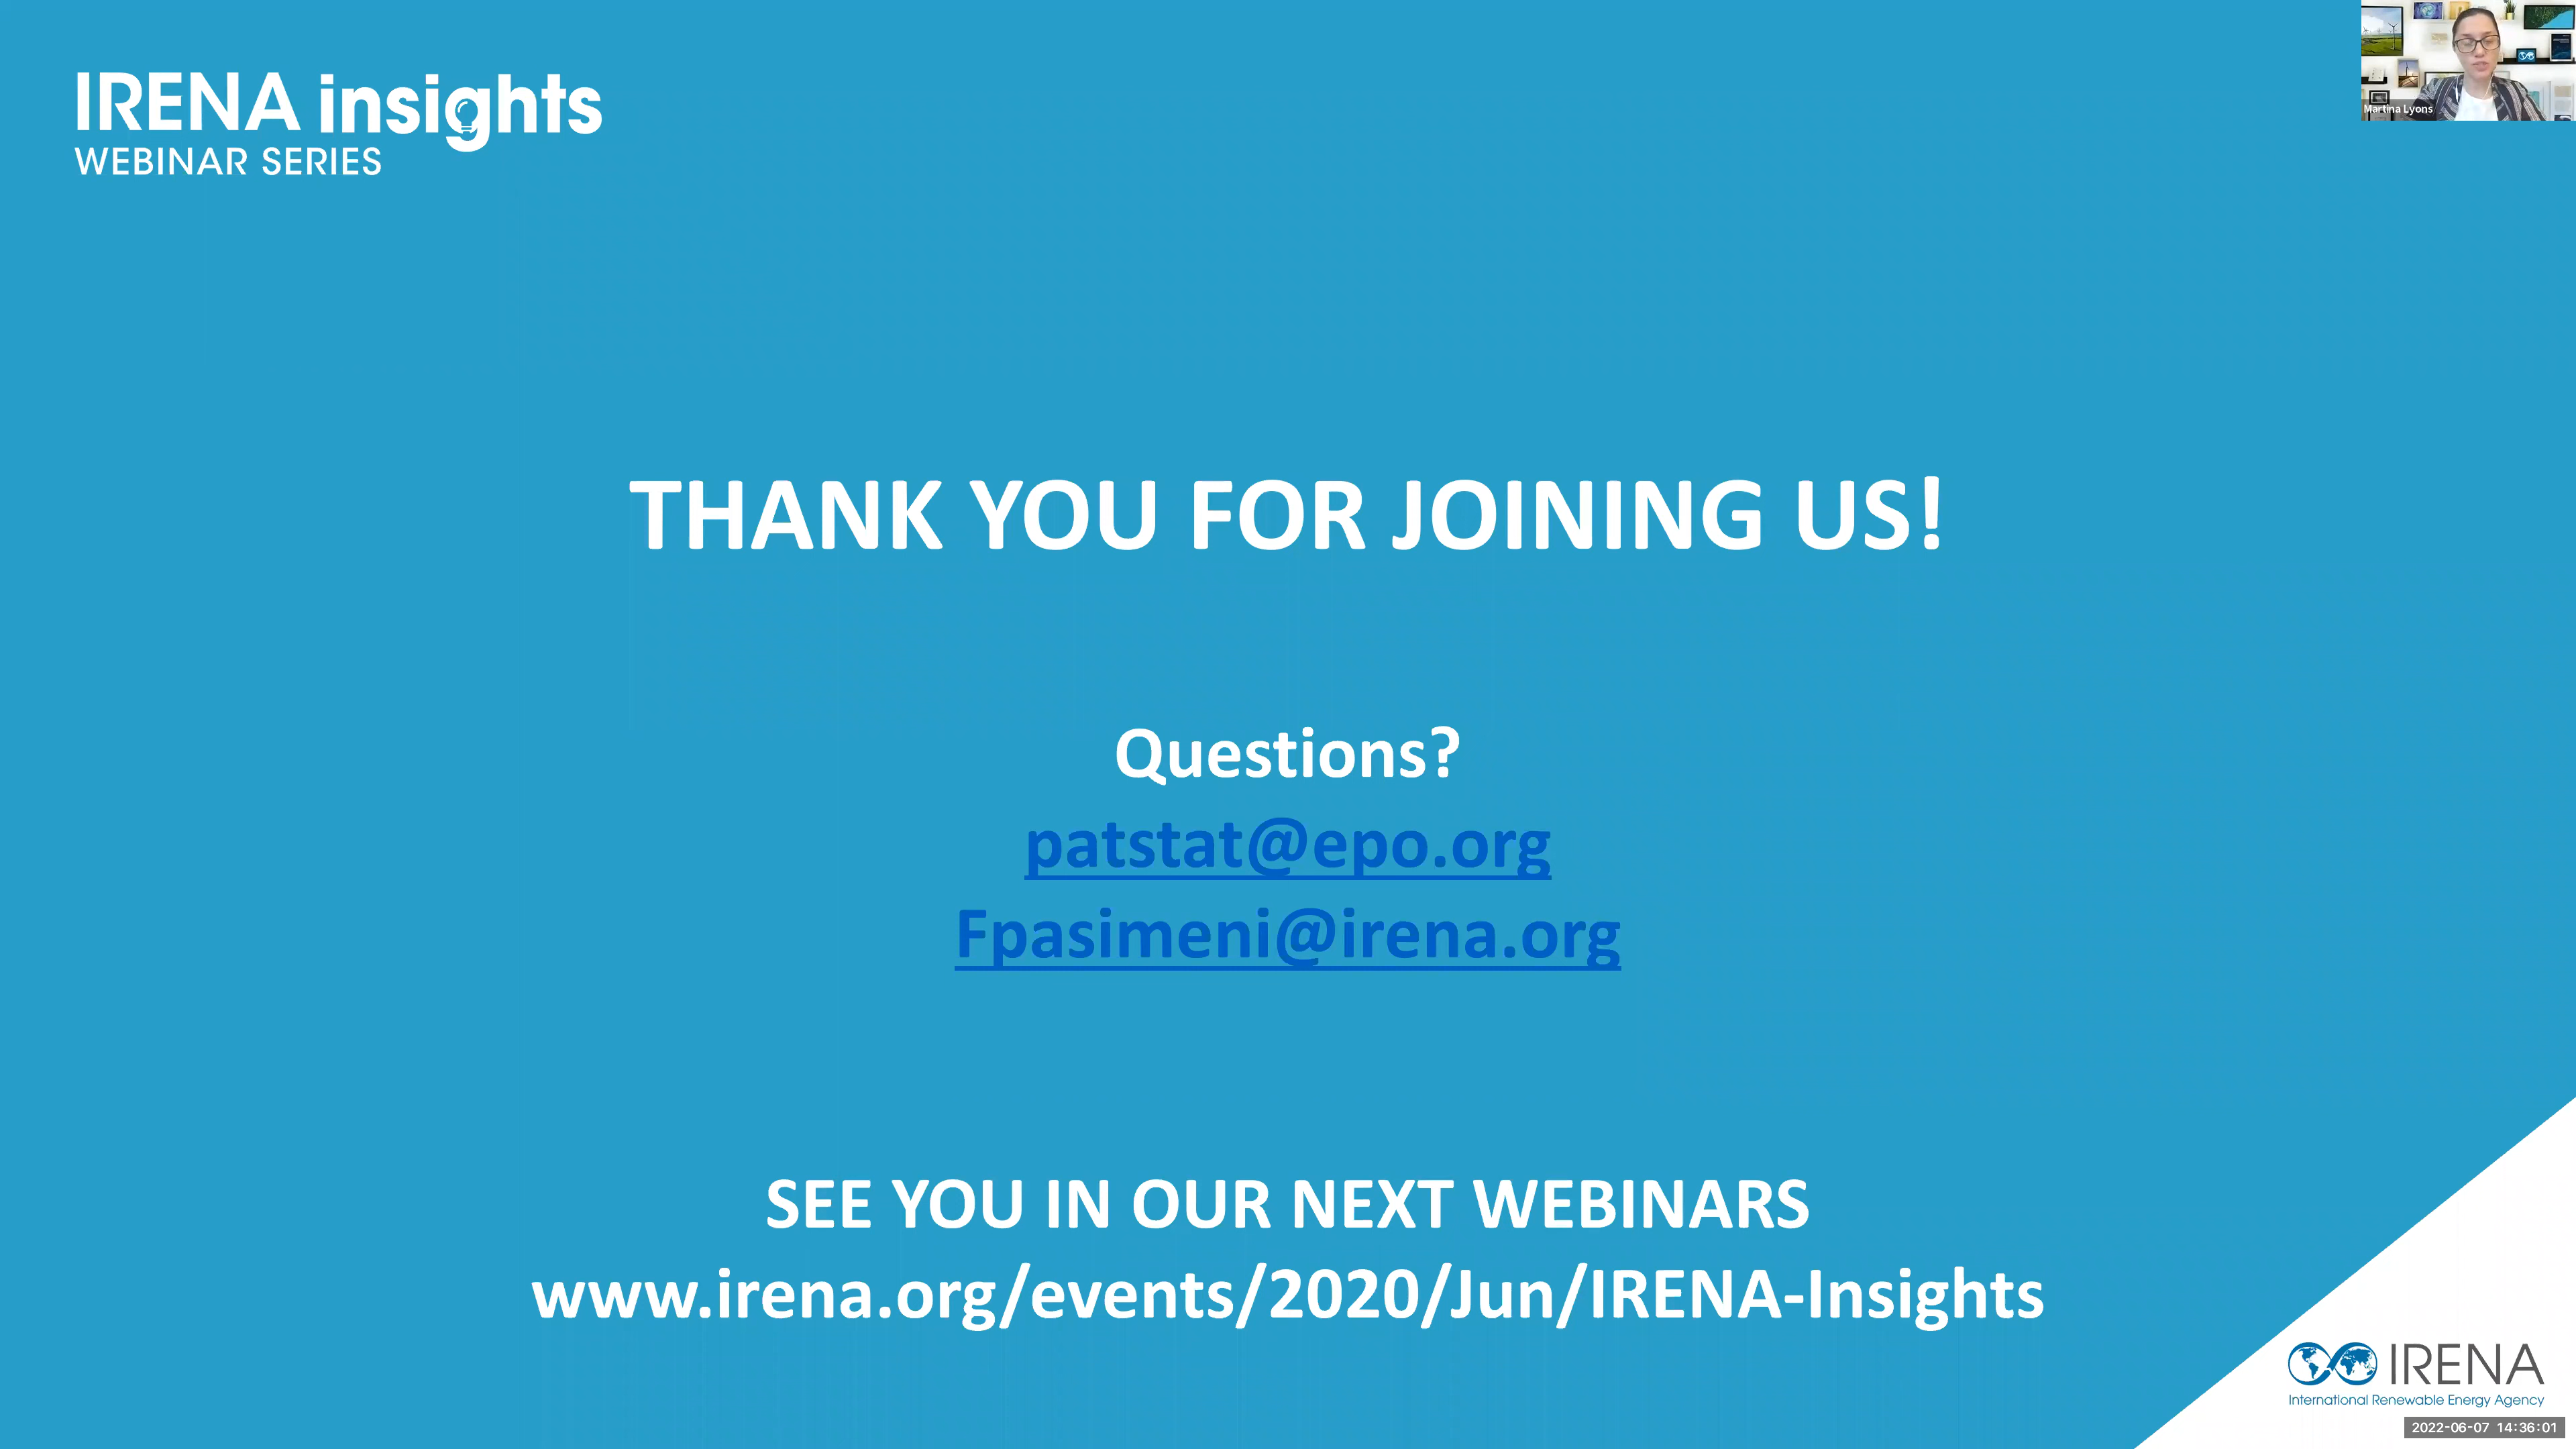 IRENA insights
WEBINAR SERIES
Martina Lyons
THANK YOU FOR JOINING US!
Questions?
patstat@epo.org
Fpasimeni@irena.org
SEE YOU IN OUR NEXT WEBINARS
www.irena.org/events/2020/Jun/IRENA-Insights
IRENA
International Renewable Energy Agency
2022-06-07 14:36:01